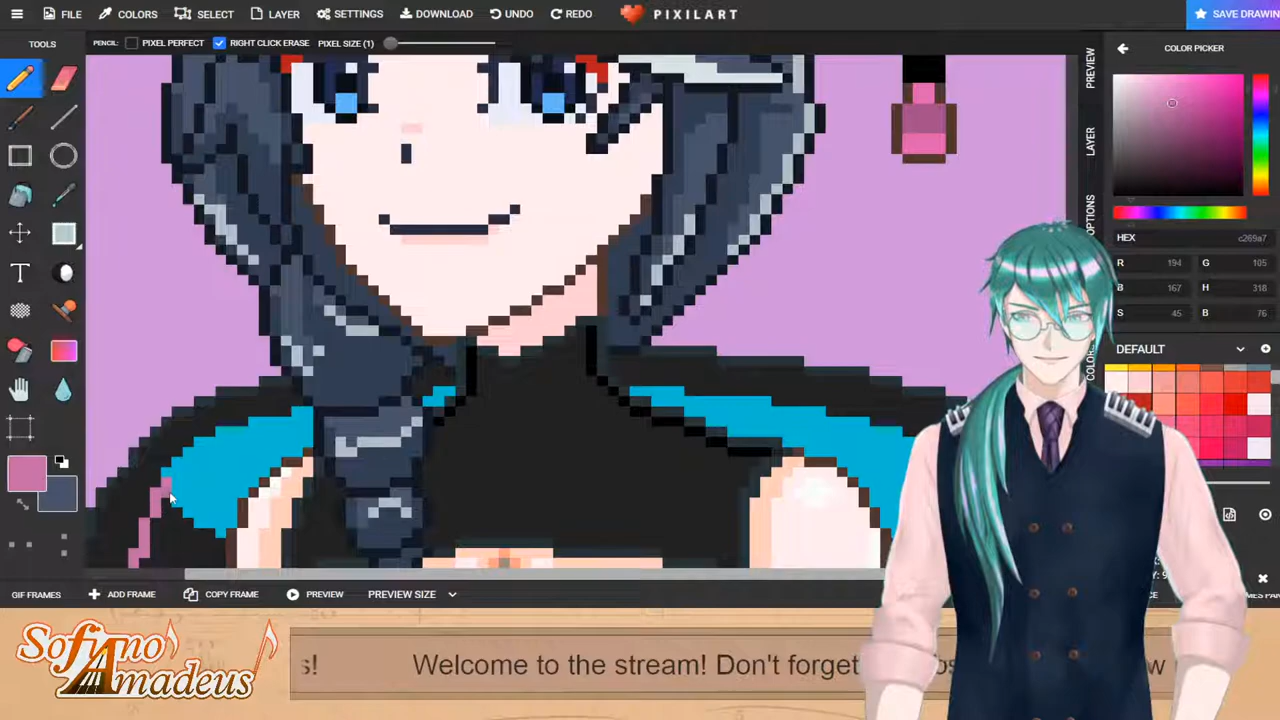 FILE COLORS SELECT LAYER SETTINGS DOWNLOAD UNDO REDO PIXILART SAVE DRAWIN
TOOLS PENCIL: PIXEL PERFECT RIGHT CLICK ERASE PIXEL SIZE (1)
PREVIEW
LAYER
OPTIONS
COLOR PICKER
HEX c269a7
R 194 G 105
B 167 H 318
S 45 B 76
DEFAULT
T
GIF FRAMES ADD FRAME COPY FRAME PREVIEW PREVIEW SIZE
Sofiano
Amadeus
s! Welcome to the stream! Don't forget